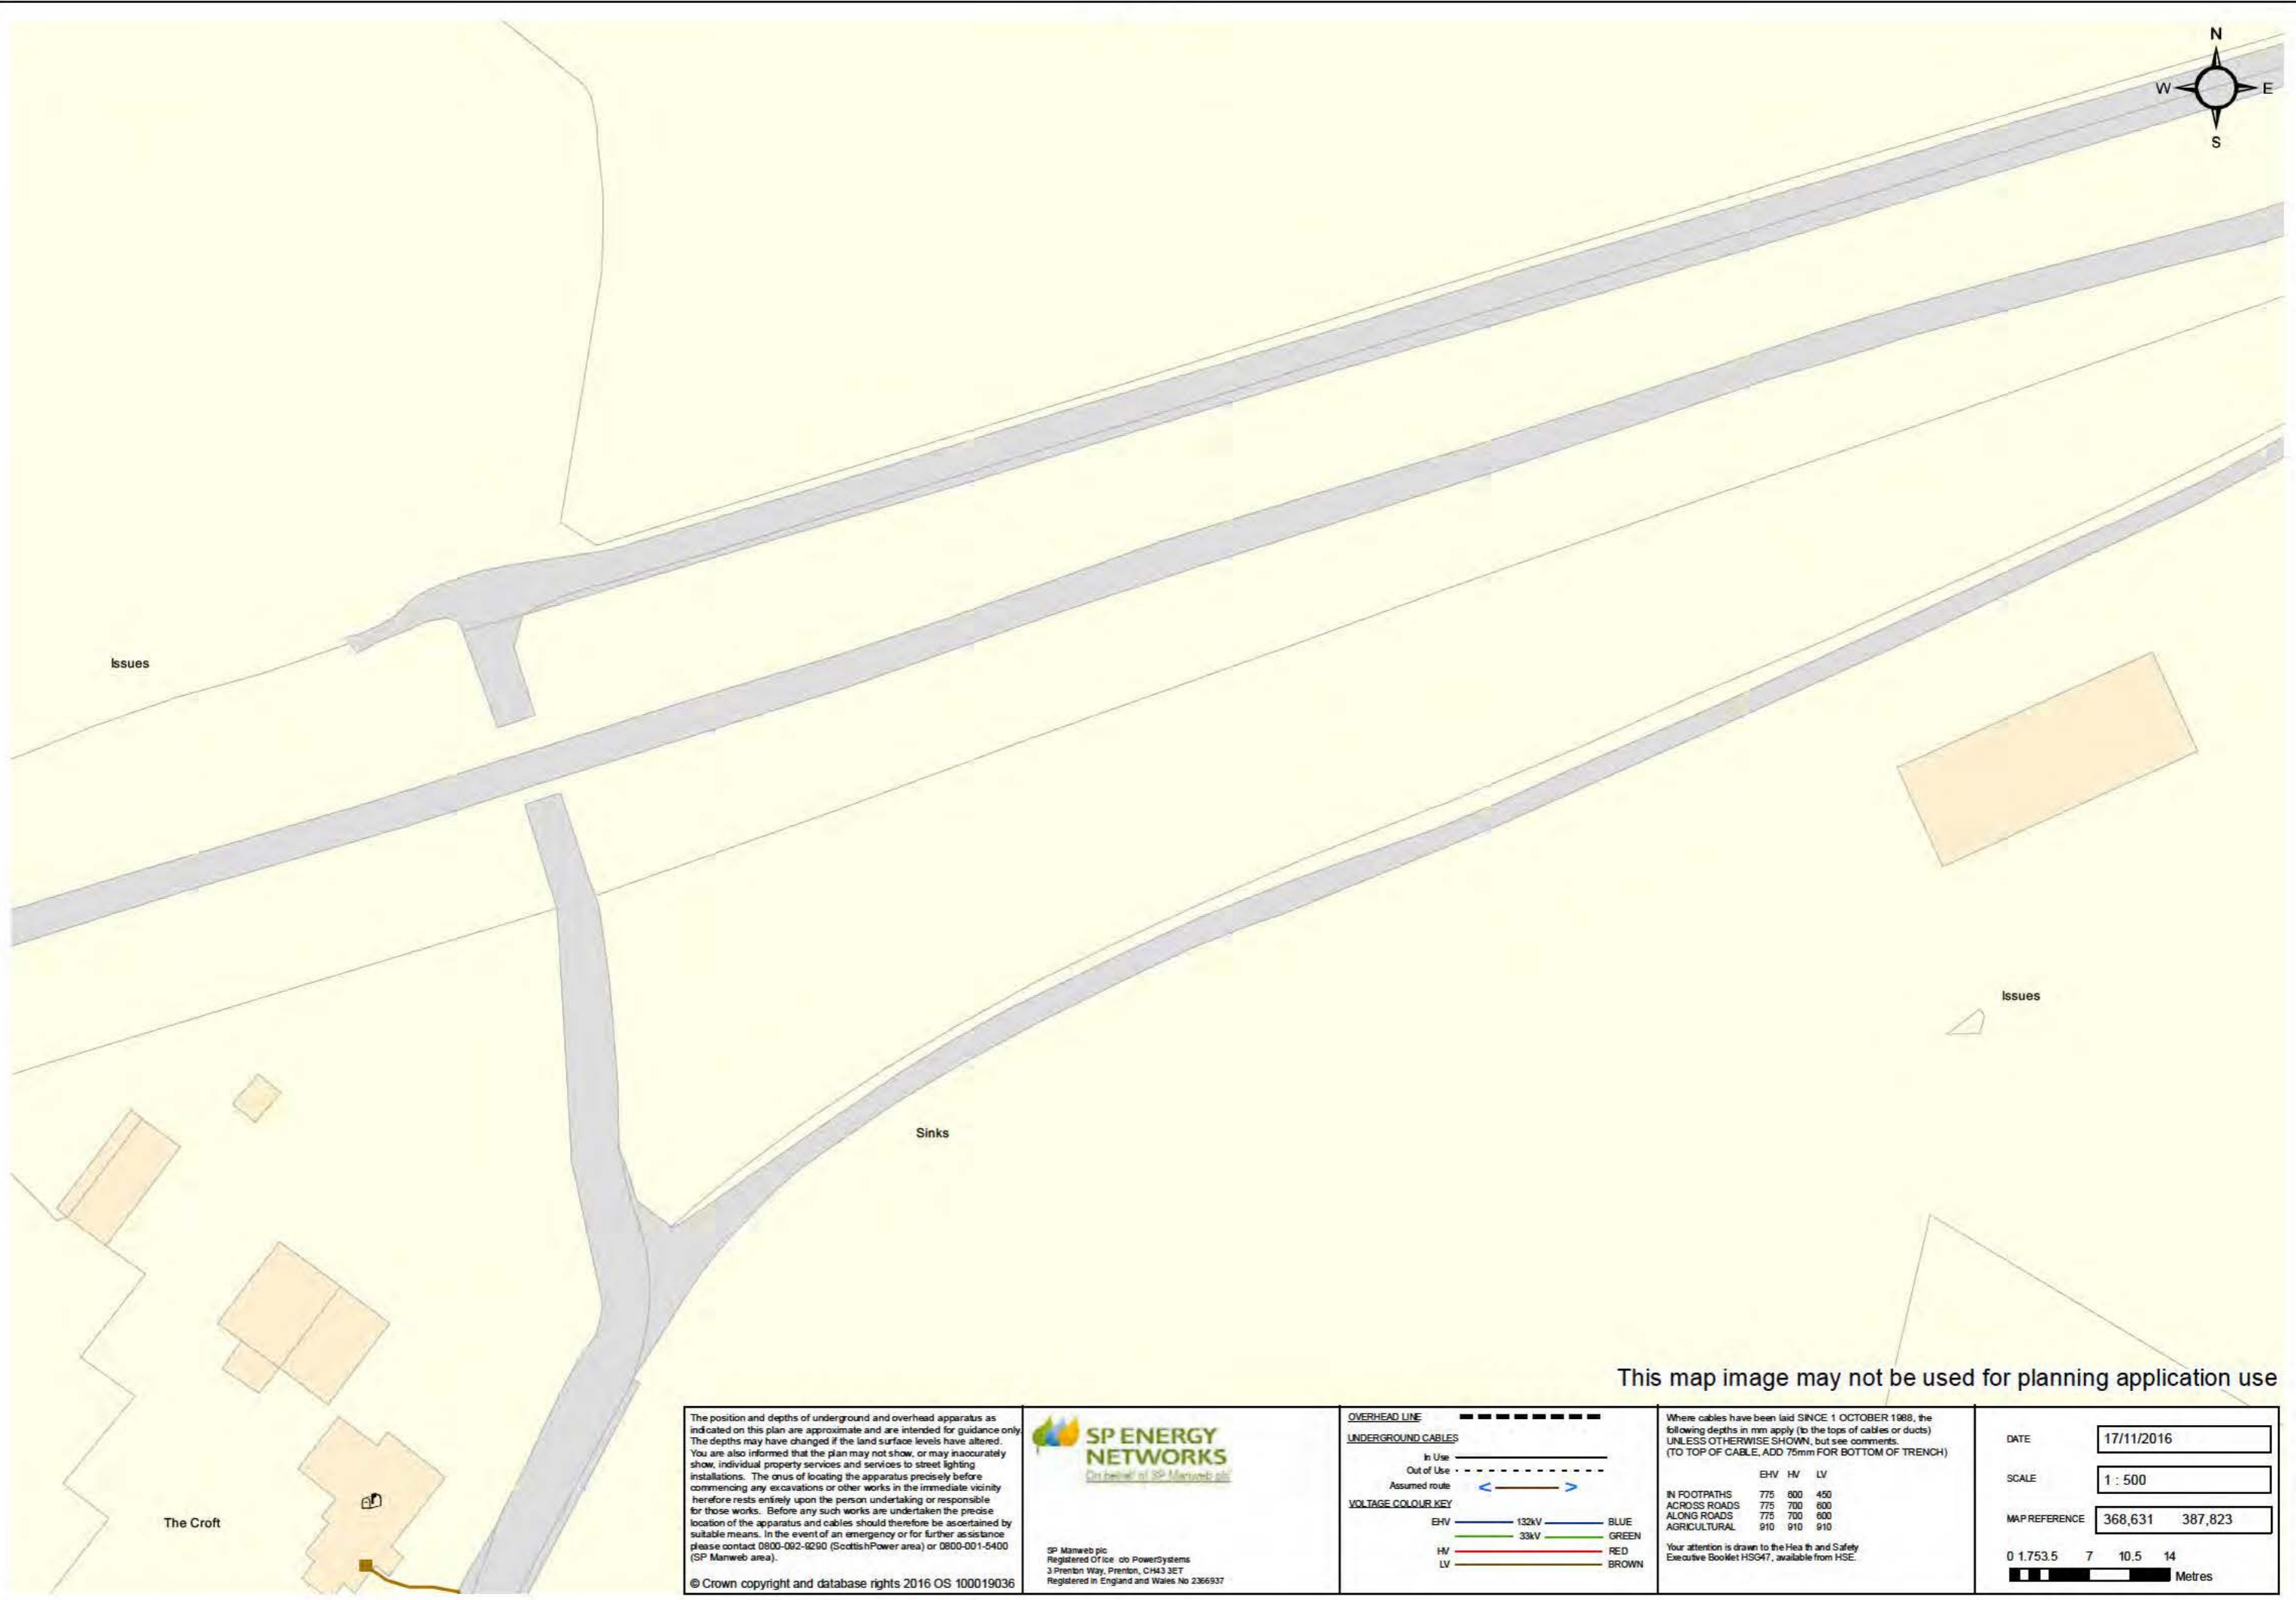 N
W E
S
Issues
Issues
Sinks
The Croft
This map image may not be used for planning application use
The position and depths of underground and overhead apparatus as
indicated on this plan are approximate and are intended for guidance only.
The depths may have changed if the land surface levels have altered.
You are also informed that the plan may not show, or may inaccurately
show, individual property services and services to street lighting
installations. The onus of locating the apparatus precisely before
commencing any excavations or other works in the immediate vicinity
herefore rests entirely upon the person undertaking or responsible
for those works. Before any such works are undertaken the precise
location of the apparatus and cables should therefore be ascertained by
suitable means. In the event of an emergency or for further assistance
please contact 0800-092-9290 (ScottishPower area) or 0800-001-5400
(SP Manweb area).
© Crown copyright and database rights 2016 OS 100019036
SP ENERGY
NETWORKS
On behalf of SP Manweb plc
SP Manweb plc
Registered Of ice c/o PowerSystems
3 Prenton Way, Prenton, CH43 3ET
Registered in England and Wales No 2366937
OVERHEAD LINE
UNDERGROUND CABLES
In Use
Out of Use
Assumed route < >
VOLTAGE COLOUR KEY
EHV 132kV BLUE
33kV GREEN
HV RED
LV BROWN
Where cables have been laid SINCE 1 OCTOBER 1988, the
following depths in mm apply (to the tops of cables or ducts)
UNLESS OTHERWISE SHOWN, but see comments.
(TO TOP OF CABLE, ADD 75mm FOR BOTTOM OF TRENCH)
EHV HV LV
IN FOOTPATHS 775 600 450
ACROSS ROADS 775 700 600
ALONG ROADS 775 700 600
AGRICULTURAL 910 910 910
Your attention is drawn to the Hea th and Safety
Executive Booklet HSG47, available from HSE.
DATE 17/11/2016
SCALE 1 : 500
MAP REFERENCE 368,631 387,823
0 1.753.5 7 10.5 14
Metres